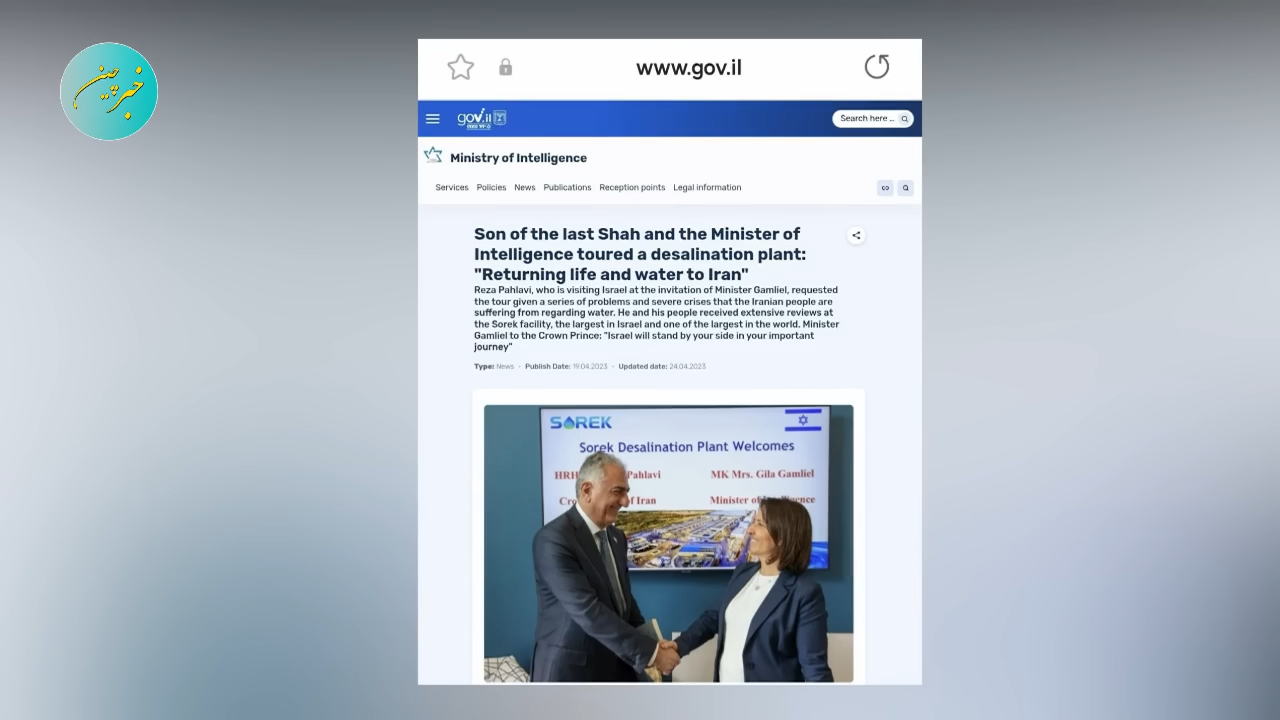 خبرچینی
www.gov.il
gov.il
Search here ...
Ministry of Intelligence
Services Policies News Publications Reception points Legal information
Son of the last Shah and the Minister of
Intelligence toured a desalination plant:
"Returning life and water to Iran"
Reza Pahlavi, who is visiting Israel at the invitation of Minister Gamliel, requested
the tour given a series of problems and severe crises that the Iranian people are
suffering from regarding water. He and his people received extensive reviews at
the Sorek facility, the largest in Israel and one of the largest in the world. Minister
Gamliel to the Crown Prince: "Israel will stand by your side in your important
journey"
Type: News · Publish Date: 19.04.2023 · Updated date: 24.04.2023
SOREK
Sorek Desalination Plant Welcomes
HRH Pahlavi MK Mrs. Gila Gamliel
Cro of Iran Minister of Intelligence